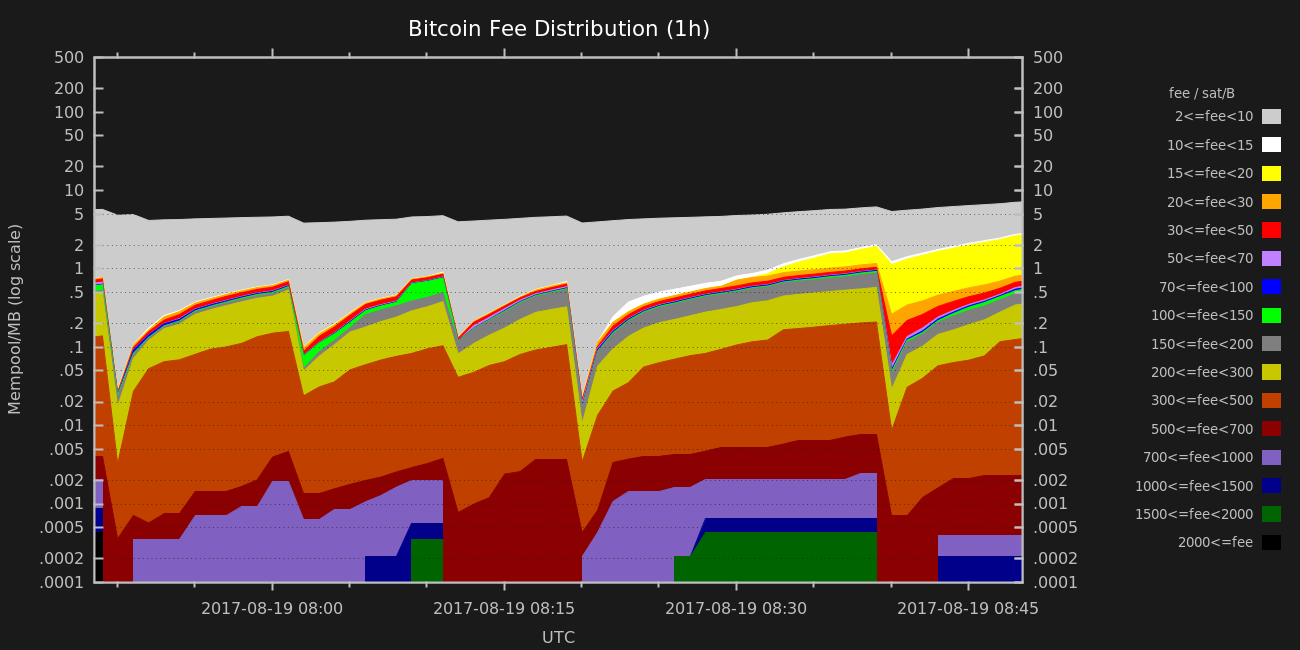 Bitcoin Fee Distribution (1h)
Mempool/MB (log scale)
500
200
100
50
20
10
5
2
1
.5
.2
.1
.05
.02
.01
.005
.002
.001
.0005
.0002
.0001
500
200
100
50
20
10
5
2
1
.5
.2
.1
.05
.02
.01
.005
.002
.001
.0005
.0002
.0001
2017-08-19 08:00 2017-08-19 08:15 2017-08-19 08:30 2017-08-19 08:45
UTC
fee / sat/B
2<=fee<10
10<=fee<15
15<=fee<20
20<=fee<30
30<=fee<50
50<=fee<70
70<=fee<100
100<=fee<150
150<=fee<200
200<=fee<300
300<=fee<500
500<=fee<700
700<=fee<1000
1000<=fee<1500
1500<=fee<2000
2000<=fee